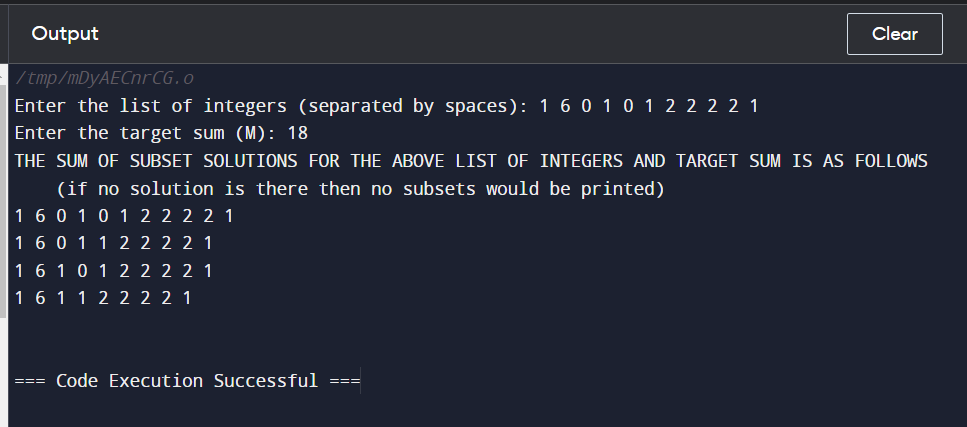 Output
Clear
/tmp/mDyAECnrCG.o
Enter the list of integers (separated by spaces): 1 6 0 1 0 1 2 2 2 2 1
Enter the target sum (M): 18
THE SUM OF SUBSET SOLUTIONS FOR THE ABOVE LIST OF INTEGERS AND TARGET SUM IS AS FOLLOWS
(if no solution is there then no subsets would be printed)
1 6 0 1 0 1 2 2 2 2 1
1 6 0 1 1 2 2 2 2 1
1 6 1 0 1 2 2 2 2 1
1 6 1 1 2 2 2 2 1
=== Code Execution Successful ===